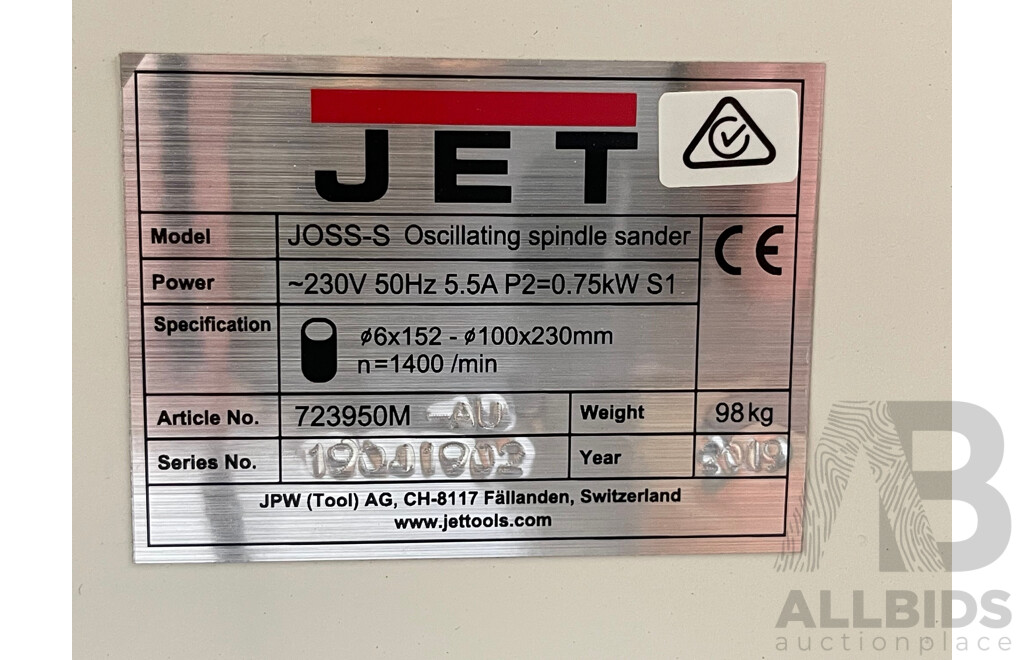 JET
CE
Model JOSS-S Oscillating spindle sander
Power ~230V 50Hz 5.5A P2=0.75kW S1
Specification ø6x152 - ø100x230mm
n=1400 /min
Article No. 723950M -AU Weight 98kg
Series No. Year 2019
JPW (Tool) AG, CH-8117 Fällanden, Switzerland
www.jettools.com
AB
ALLBIDS
auctionplace